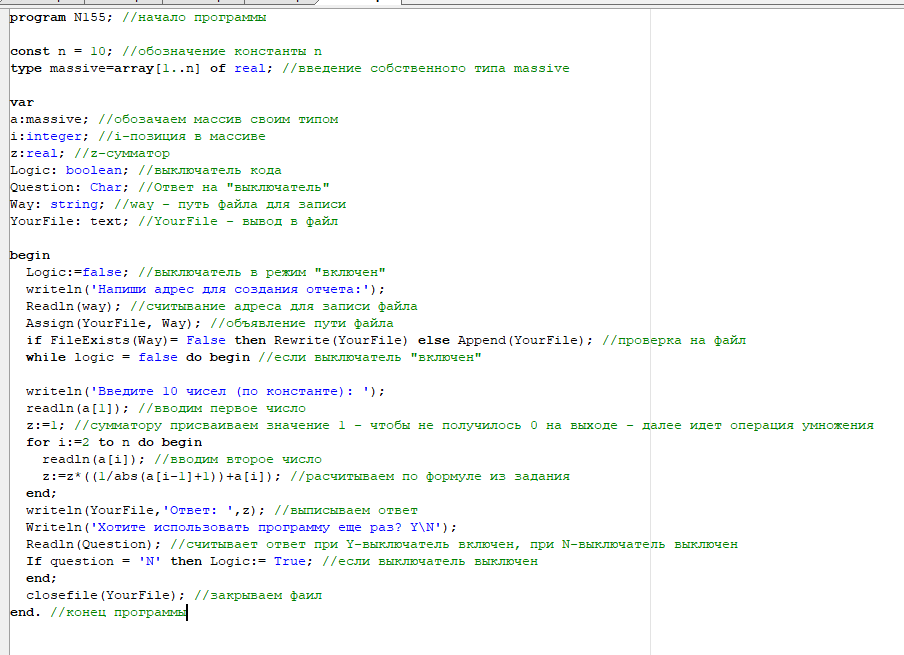 program N155; //начало программы
const n = 10; //обозначение константы n
type massive=array[1..n] of real; //введение собственного типа massive
var
a:massive; //обозачаем массив своим типом
i:integer; //i-позиция в массиве
z:real; //z-сумматор
Logic: boolean; //выключатель кода
Question: Char; //Ответ на "выключатель"
Way: string; //way - путь файла для записи
YourFile: text; //YourFile - вывод в файл
begin
Logic:=false; //выключатель в режим "включен"
writeln('Напиши адрес для создания отчета:');
Readln(way); //считывание адреса для записи файла
Assign(YourFile, Way); //объявление пути файла
if FileExists(Way)= False then Rewrite(YourFile) else Append(YourFile); //проверка на файл
while logic = false do begin //если выключатель "включен"
writeln('Введите 10 чисел (по константе): ');
readln(a[1]); //вводим первое число
z:=1; //сумматору присваиваем значение 1 - чтобы не получилось 0 на выходе - далее идет операция умножения
for i:=2 to n do begin
readln(a[i]); //вводим второе число
z:=z*((1/abs(a[i-1]+1))+a[i]); //расчитываем по формуле из задания
end;
writeln(YourFile,'Ответ: ',z); //выписываем ответ
Writeln('Хотите использовать программу еще раз? Y\N');
Readln(Question); //считывает ответ при Y-выключатель включен, при N-выключатель выключен
If question = 'N' then Logic:= True; //если выключатель выключен
end;
closefile(YourFile); //закрываем фаил
end. //конец программы